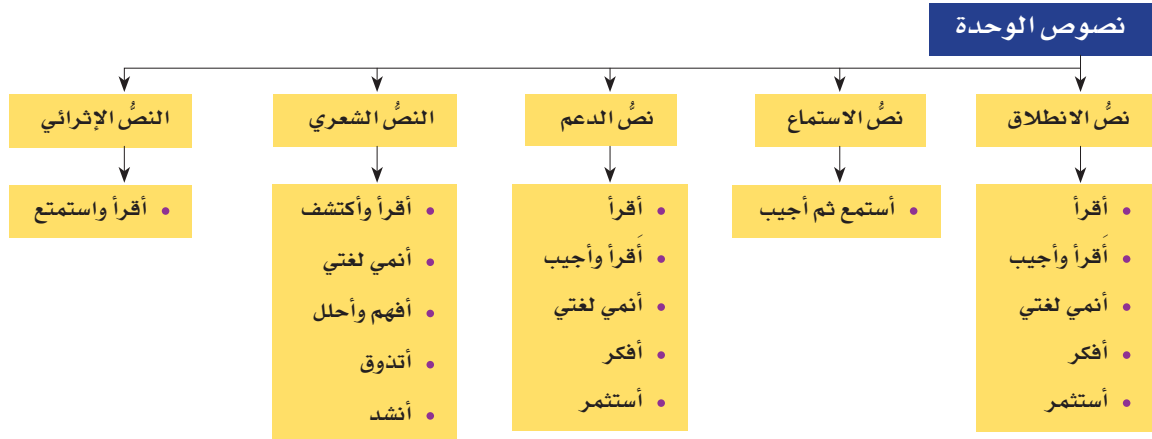 نصوص الوحدة
نصُّ الانطلاق
نصُّ الاستماع
نصُّ الدعم
النصُّ الشعري
النصُّ الإثرائي
• أقرأ
• أَقرأ وأجيب
• أنمي لغتي
• أفكر
• أستثمر
• أستمع ثم أجيب
• أقرأ
• أَقرأ وأجيب
• أنمي لغتي
• أفكر
• أستثمر
• أقرأ وأكتشف
• أنمي لغتي
• أفهم وأحلل
• أتذوق
• أنشد
• أقرأ واستمتع